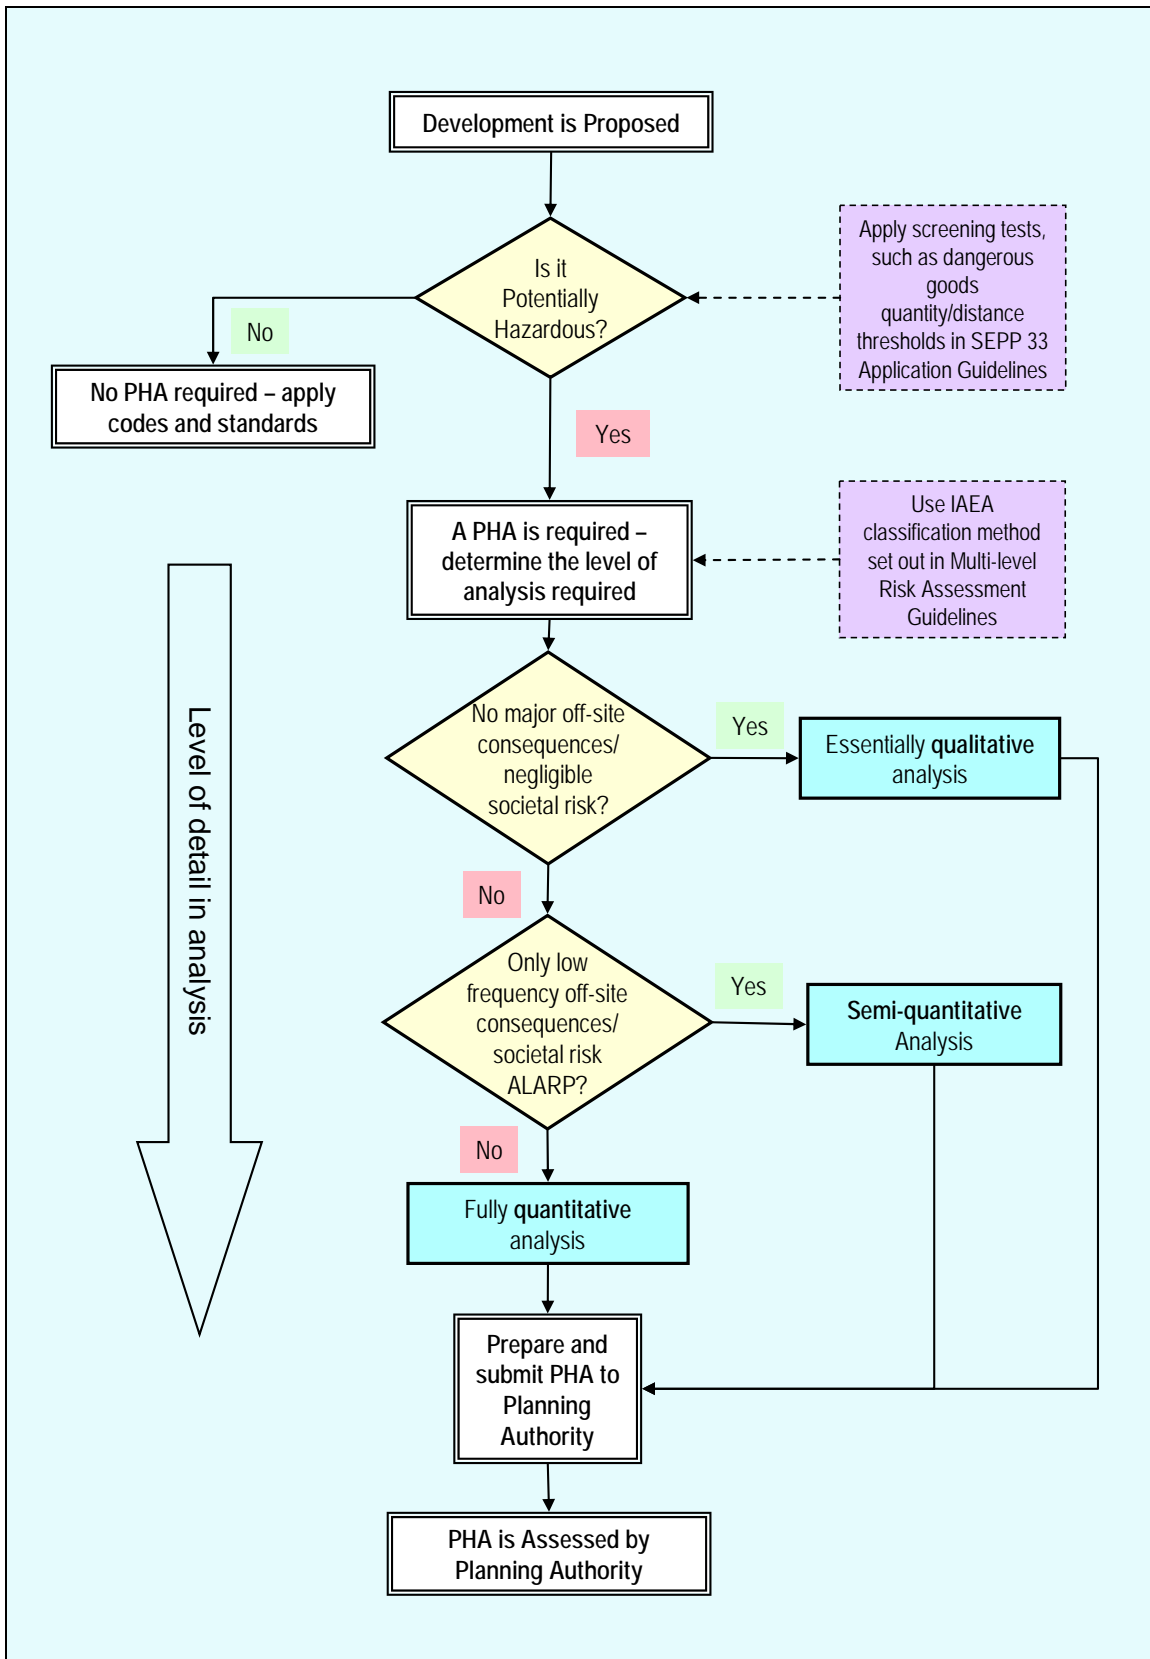 Development is Proposed
Is it
Potentially
Hazardous?
Apply screening tests,
such as dangerous
goods
quantity/distance
thresholds in SEPP 33
Application Guidelines
No
No PHA required – apply
codes and standards
Yes
A PHA is required –
determine the level of
analysis required
Use IAEA
classification method
set out in Multi-level
Risk Assessment
Guidelines
Level of detail in analysis
No major off-site
consequences/
negligible
societal risk?
Yes
Essentially qualitative
analysis
No
Only low
frequency off-site
consequences/
societal risk
ALARP?
Yes
Semi-quantitative
Analysis
No
Fully quantitative
analysis
Prepare and
submit PHA to
Planning
Authority
PHA is Assessed by
Planning Authority